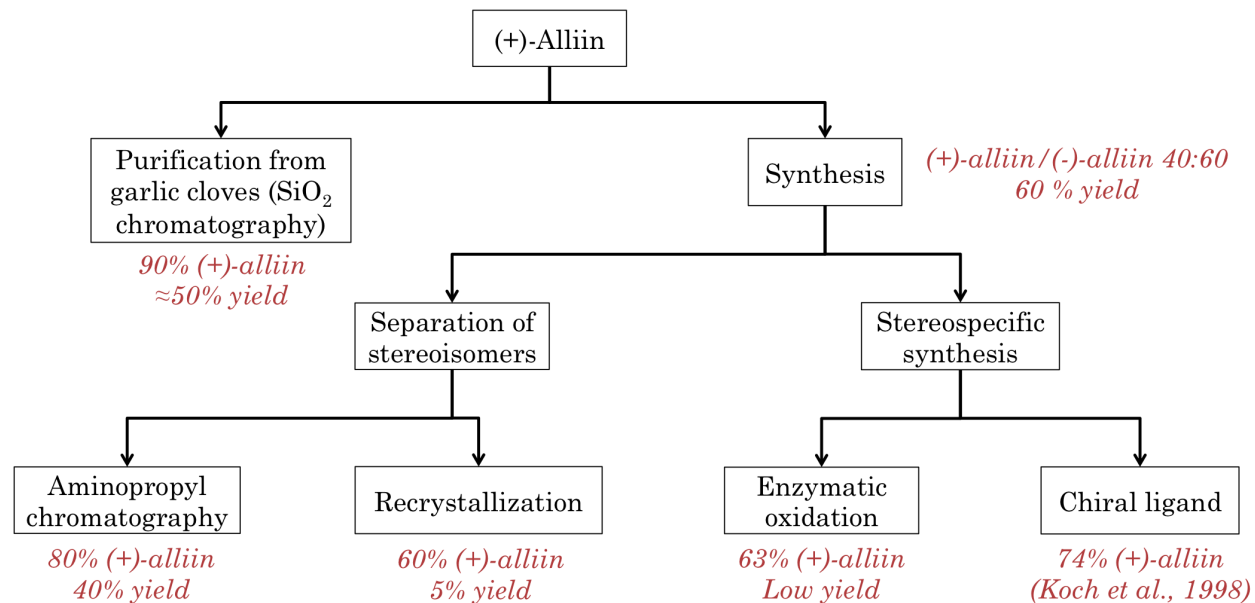 (+)-Alliin
Purification from
garlic cloves (SiO₂
chromatography)
90% (+)-alliin
≈50% yield
Synthesis
(+)-alliin/(-)-alliin 40:60
60 % yield
Separation of
stereoisomers
Stereospecific
synthesis
Aminopropyl
chromatography
80% (+)-alliin
40% yield
Recrystallization
60% (+)-alliin
5% yield
Enzymatic
oxidation
63% (+)-alliin
Low yield
Chiral ligand
74% (+)-alliin
(Koch et al., 1998)